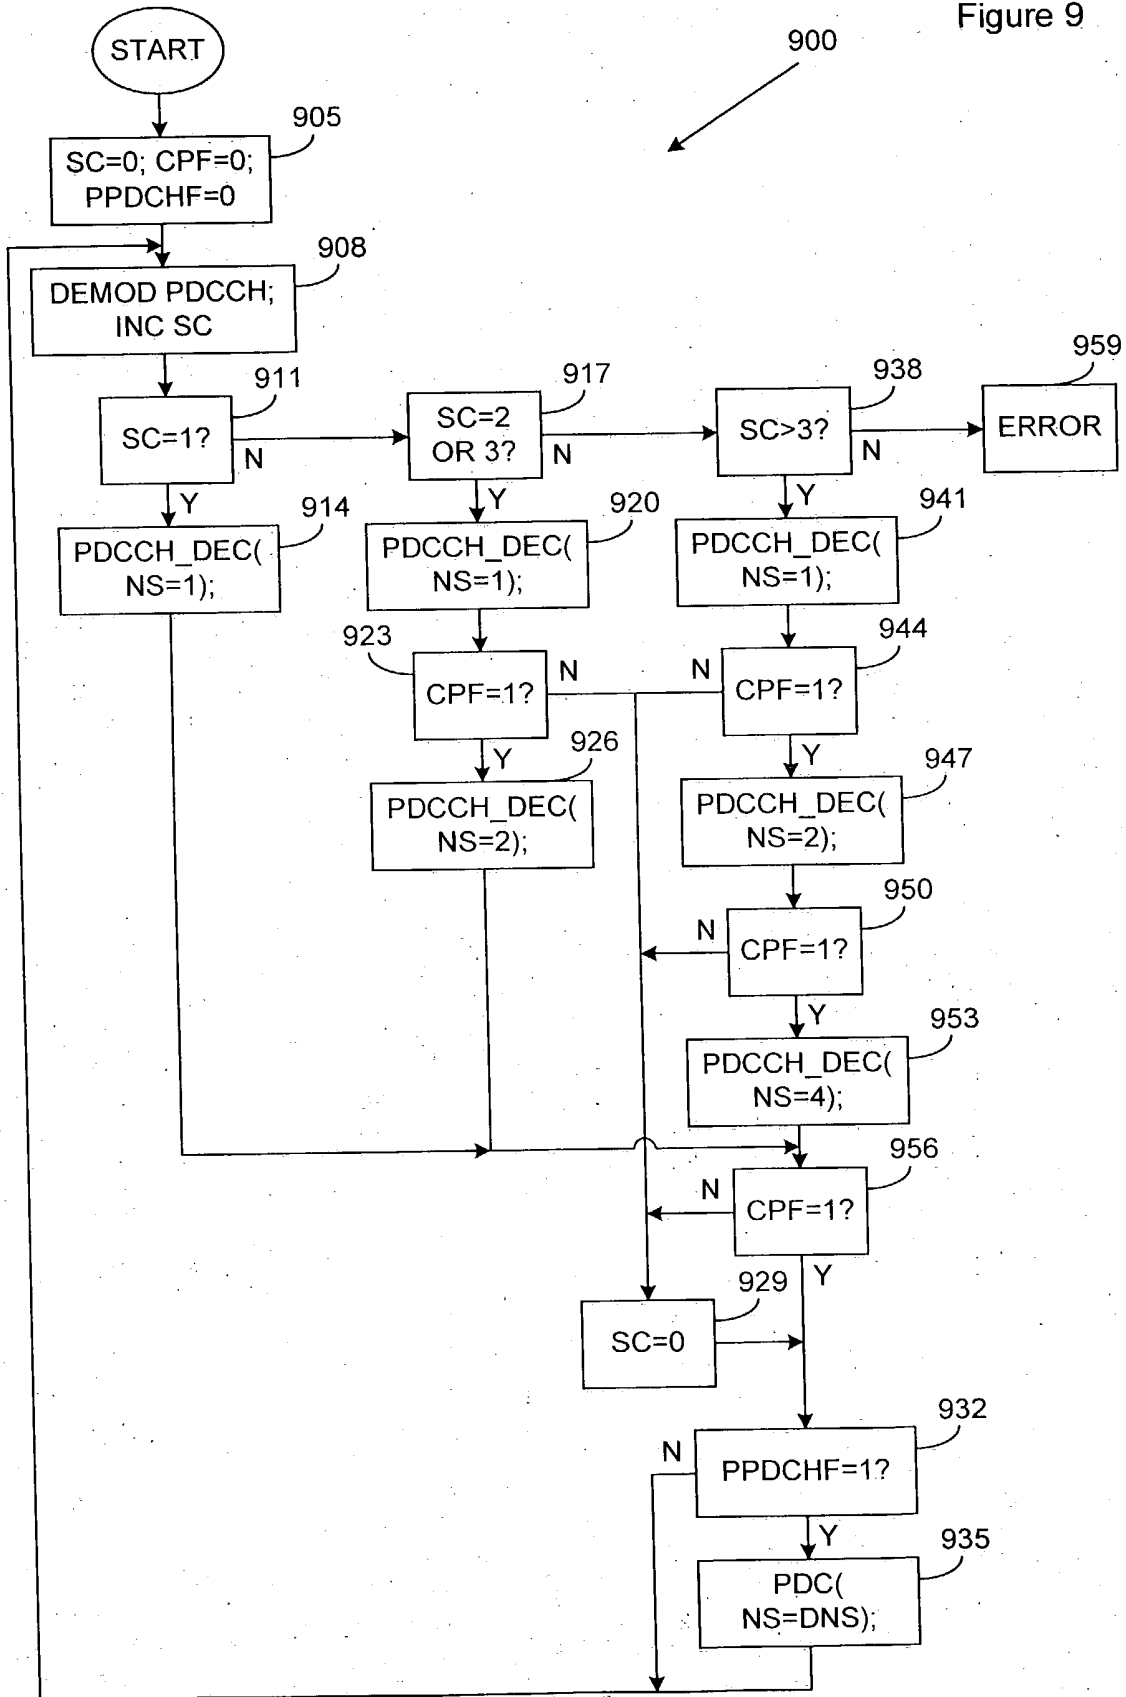 Figure 9
START
900
905
SC=0; CPF=0;
PPDCHF=0
908
DEMOD PDCCH;
INC SC
911
SC=1?
N
Y
917
SC=2
OR 3?
N
Y
938
SC>3?
N
Y
959
ERROR
914
PDCCH_DEC(
NS=1);
920
PDCCH_DEC(
NS=1);
941
PDCCH_DEC(
NS=1);
923
CPF=1?
N
Y
944
N
CPF=1?
Y
926
PDCCH_DEC(
NS=2);
947
PDCCH_DEC(
NS=2);
950
N
CPF=1?
Y
953
PDCCH_DEC(
NS=4);
956
N
CPF=1?
Y
929
SC=0
932
N
PPDCHF=1?
Y
935
PDC(
NS=DNS);